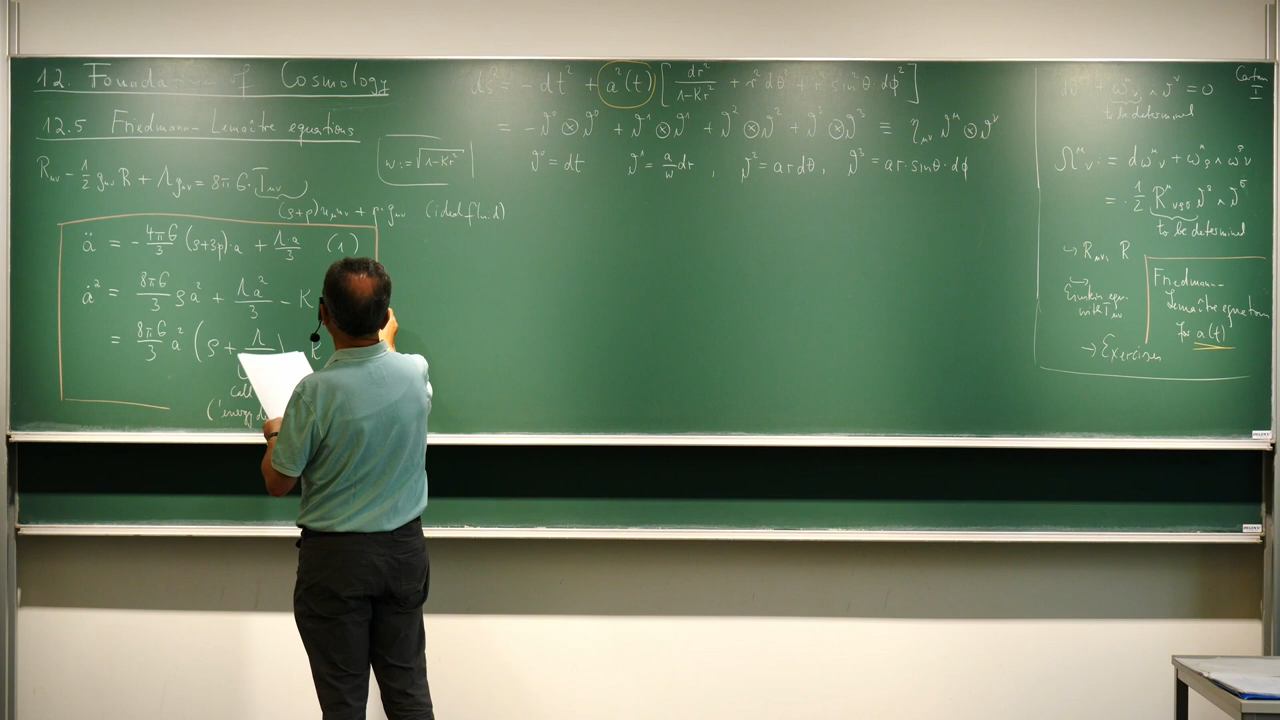 12. Foundations of Cosmology
12.5 Friedmann-Lemaître equations
R_μν - 1/2 g_μν R + Λ g_μν = 8πG · T_μν
(ρ+p) u_μ u_ν + p · g_μν (ideal fluid)
ä = - 4πG/3 (ρ+3p)·a + Λ·a/3 (1)
ȧ² = 8πG/3 ρa² + Λa²/3 - K
= 8πG/3 a² (ρ + Λ
w := √(1-Kr²)
ds² = - dt² + a²(t) [ dr²/(1-Kr²) + r² dθ² + r² sin²θ · dϕ² ]
= - ϑ⁰ ⊗ ϑ⁰ + ϑ¹ ⊗ ϑ¹ + ϑ² ⊗ ϑ² + ϑ³ ⊗ ϑ³ ≡ η_μν ϑ^μ ⊗ ϑ^ν
ϑ⁰ = dt ϑ¹ = a/w dr , ϑ² = a r dθ , ϑ³ = a r · sinθ · dϕ
Cartan I
ω^μ_ν ∧ ϑ^ν = 0
to be determined
Ω^μ_ν := dω^μ_ν + ω^μ_ρ ∧ ω^ρ_ν
= 1/2 R^μ_νρσ ϑ^ρ ∧ ϑ^σ
to be determined
↪ R_μν, R
Einstein equ.
with T_μν
Friedmann-
Lemaître equations
for a(t)
→ Exercises